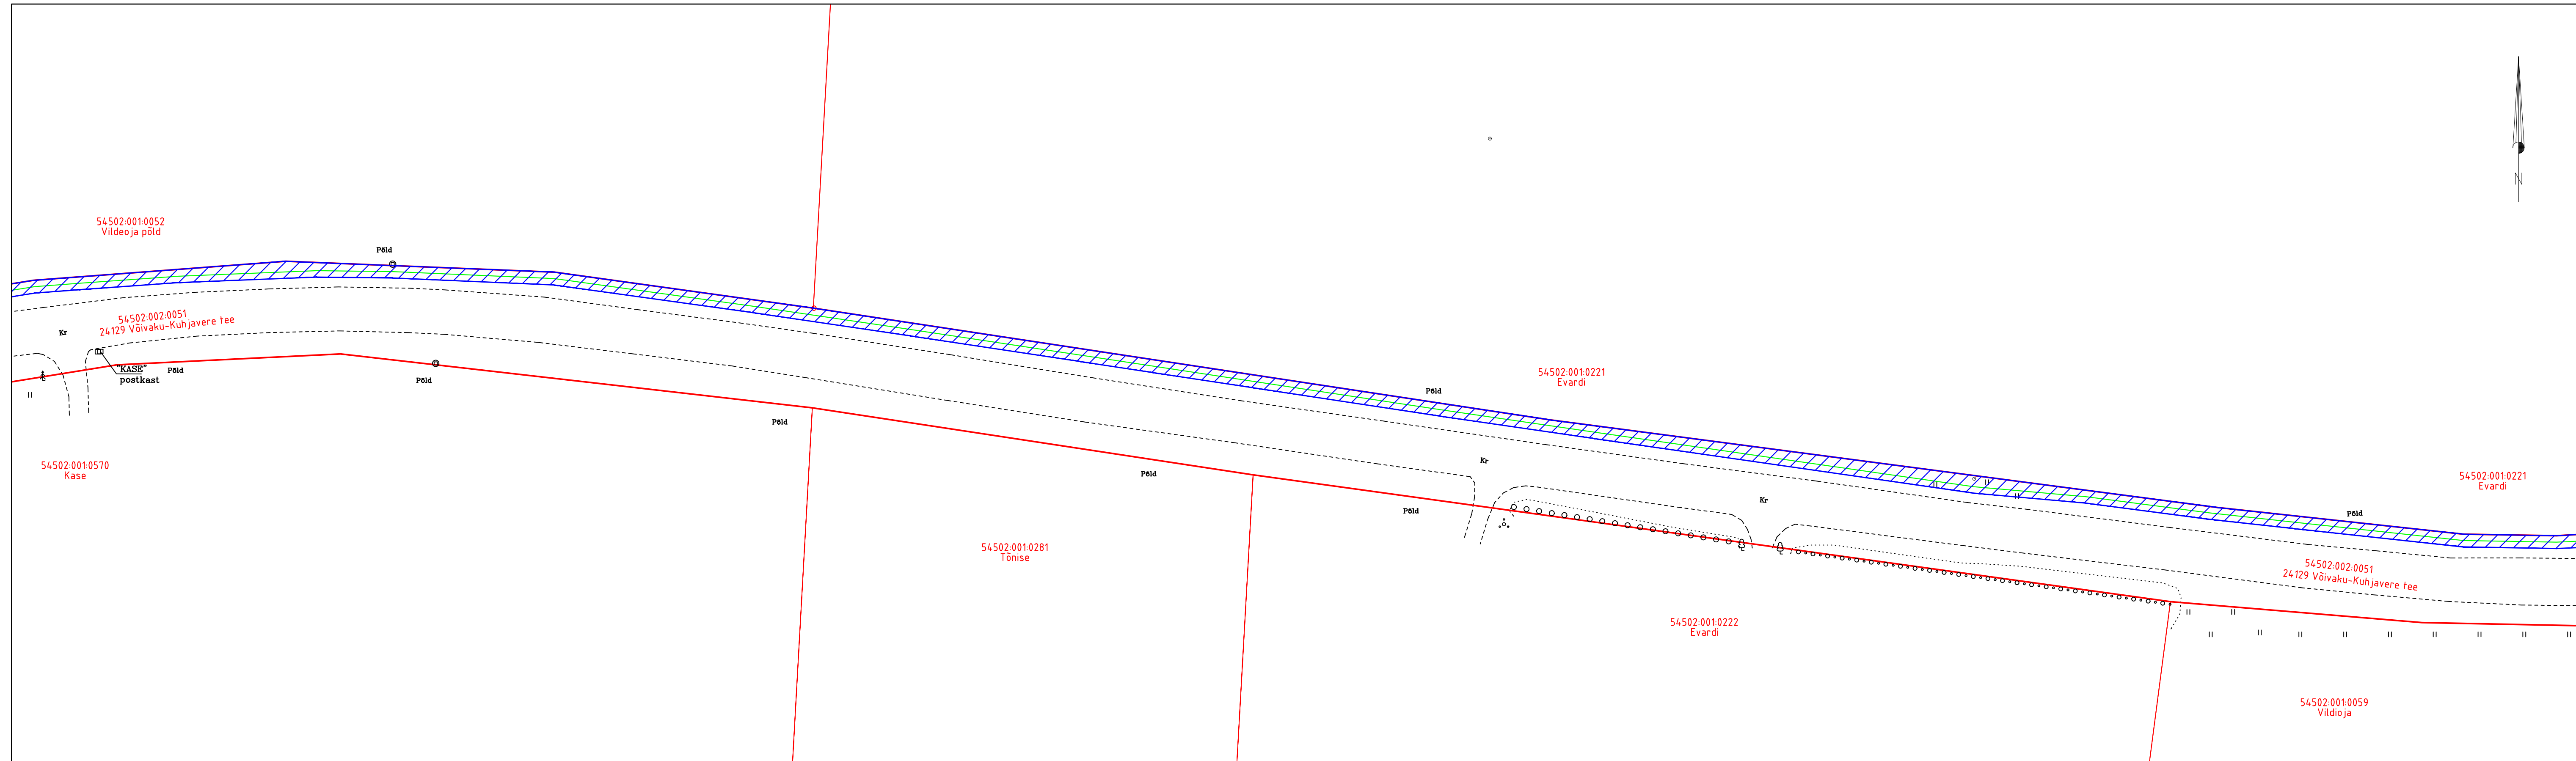 N
54502:001:0052
Vildeoja põld
Põld
54502:002:0051
24129 Võivaku-Kuhjavere tee
Kr
"KASE"
postkast
Põld
Põld
54502:001:0570
Kase
Põld
54502:001:0221
Evardi
Põld
Kr
Põld
Põld
54502:001:0281
Tõnise
Kr
54502:001:0221
Evardi
Põld
54502:002:0051
24129 Võivaku-Kuhjavere tee
54502:001:0222
Evardi
54502:001:0059
Vildioja